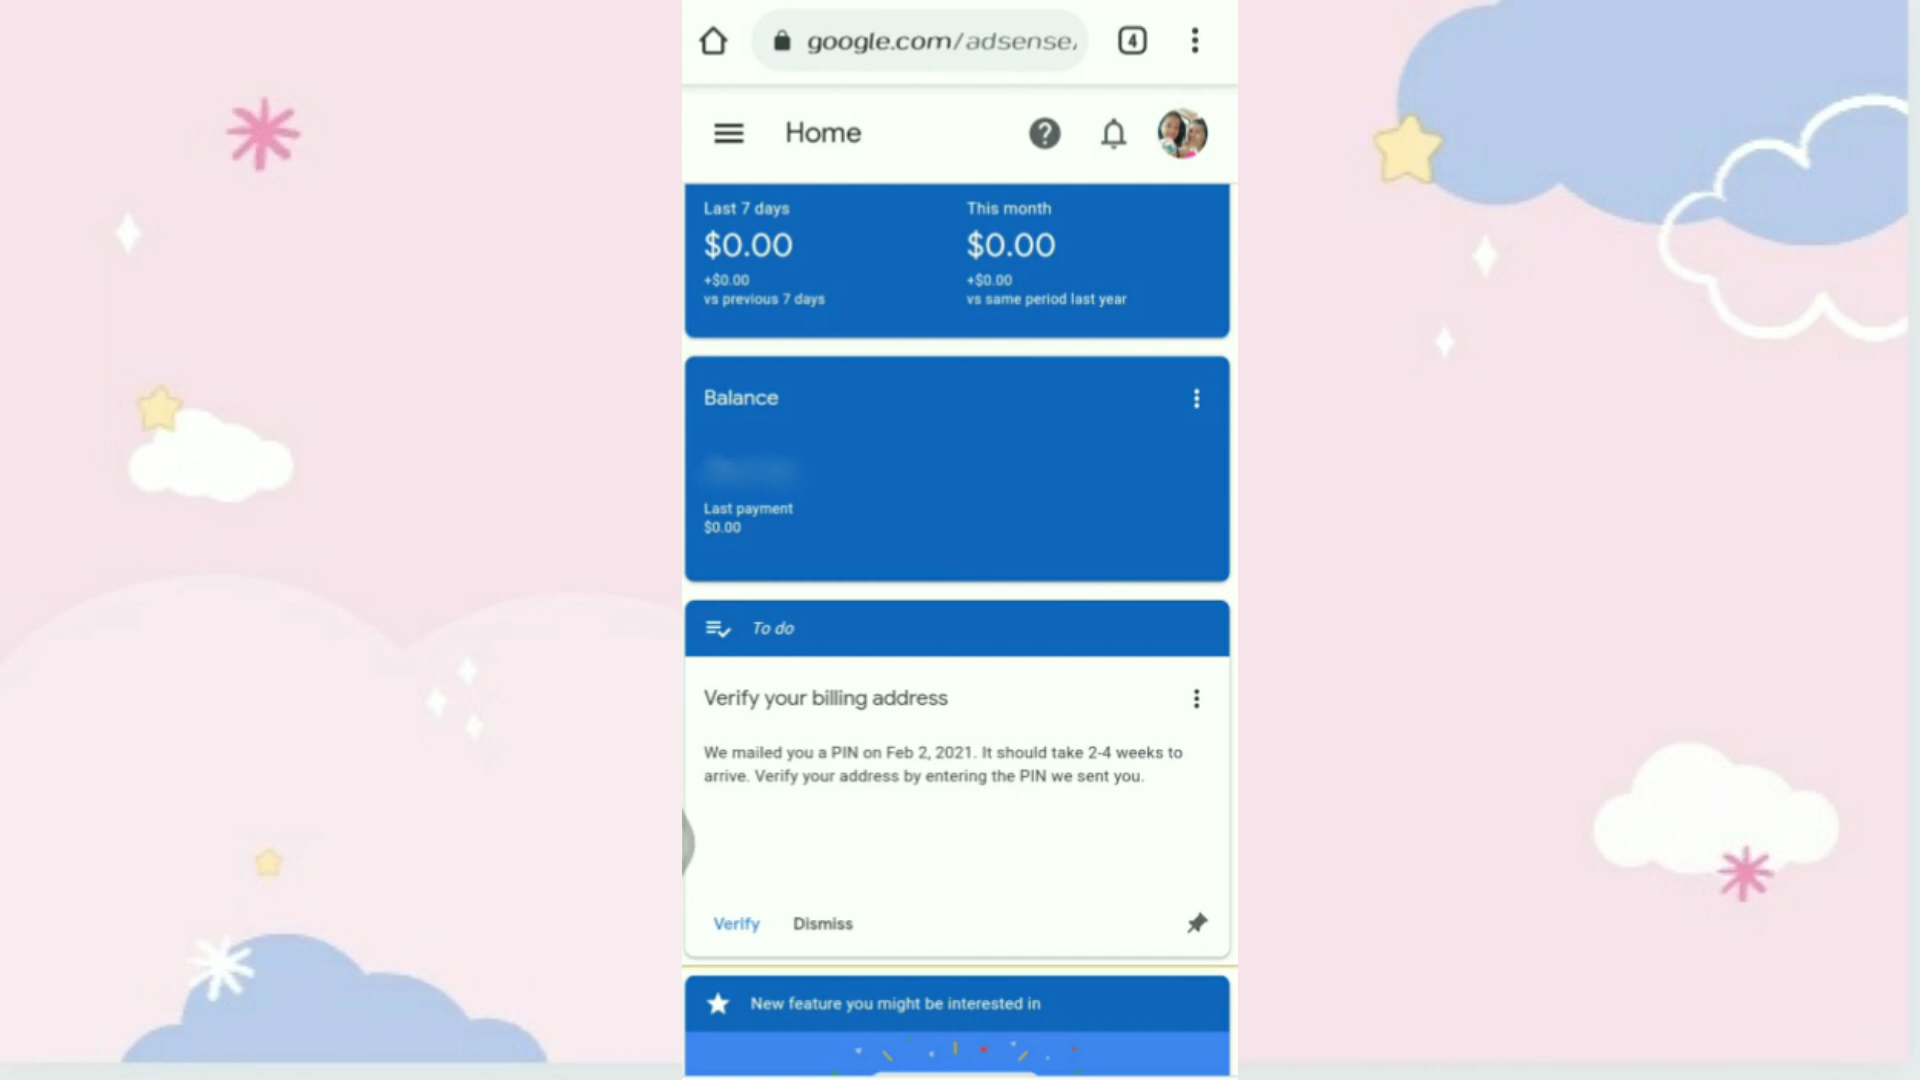 google.com/adsense/
4
Home
Last 7 days
This month
$0.00
$0.00
+$0.00
+$0.00
vs previous 7 days
vs same period last year
Balance
Last payment
$0.00
To do
Verify your billing address
We mailed you a PIN on Feb 2, 2021. It should take 2-4 weeks to
arrive. Verify your address by entering the PIN we sent you.
Verify
Dismiss
New feature you might be interested in